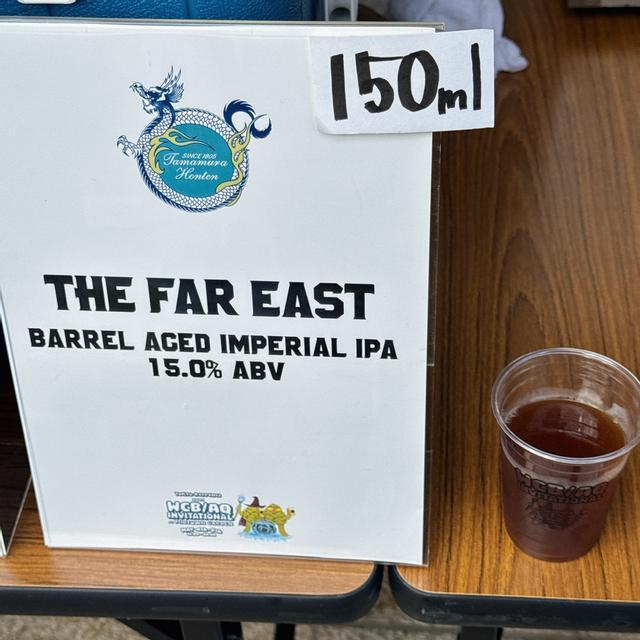 150ml
SINCE 1805
Tamamura
Honten
THE FAR EAST
BARREL AGED IMPERIAL IPA
15.0% ABV
WCB/AQ
INVITATIONAL
WCB/AQ
INVITATIONAL